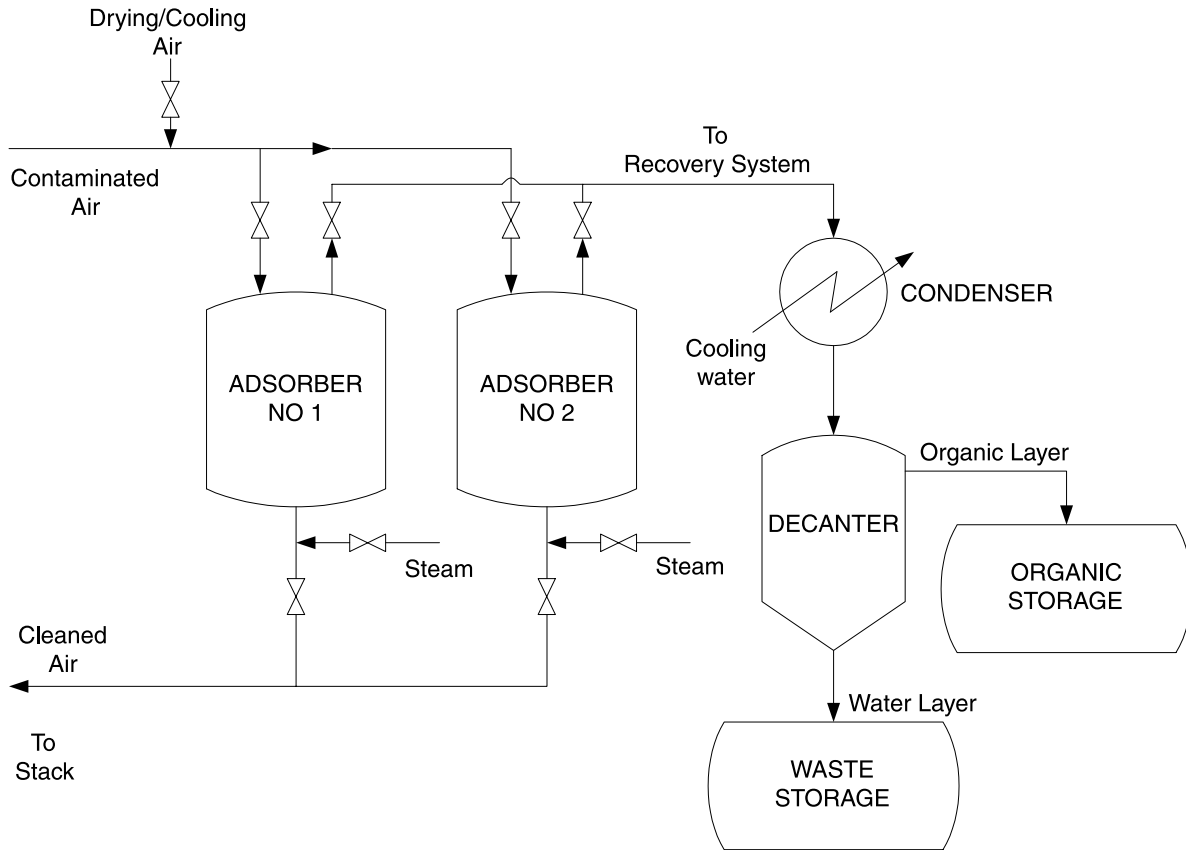 Drying/Cooling
Air
Contaminated
Air
To
Recovery System
CONDENSER
Cooling
water
ADSORBER
NO 1
ADSORBER
NO 2
Organic Layer
DECANTER
Steam
Steam
ORGANIC
STORAGE
Cleaned
Air
To
Stack
Water Layer
WASTE
STORAGE